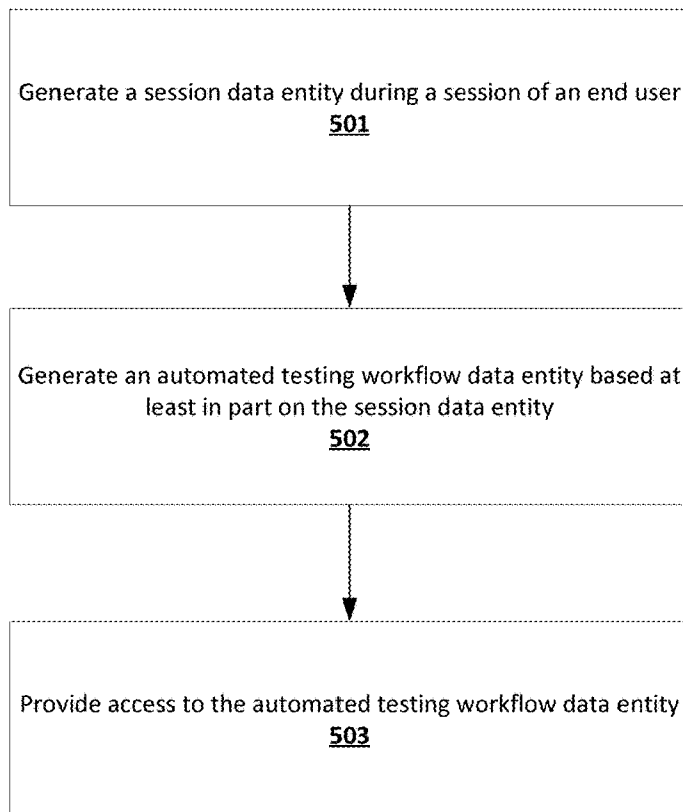 Generate a session data entity during a session of an end user
501
Generate an automated testing workflow data entity based at
least in part on the session data entity
502
Provide access to the automated testing workflow data entity
503